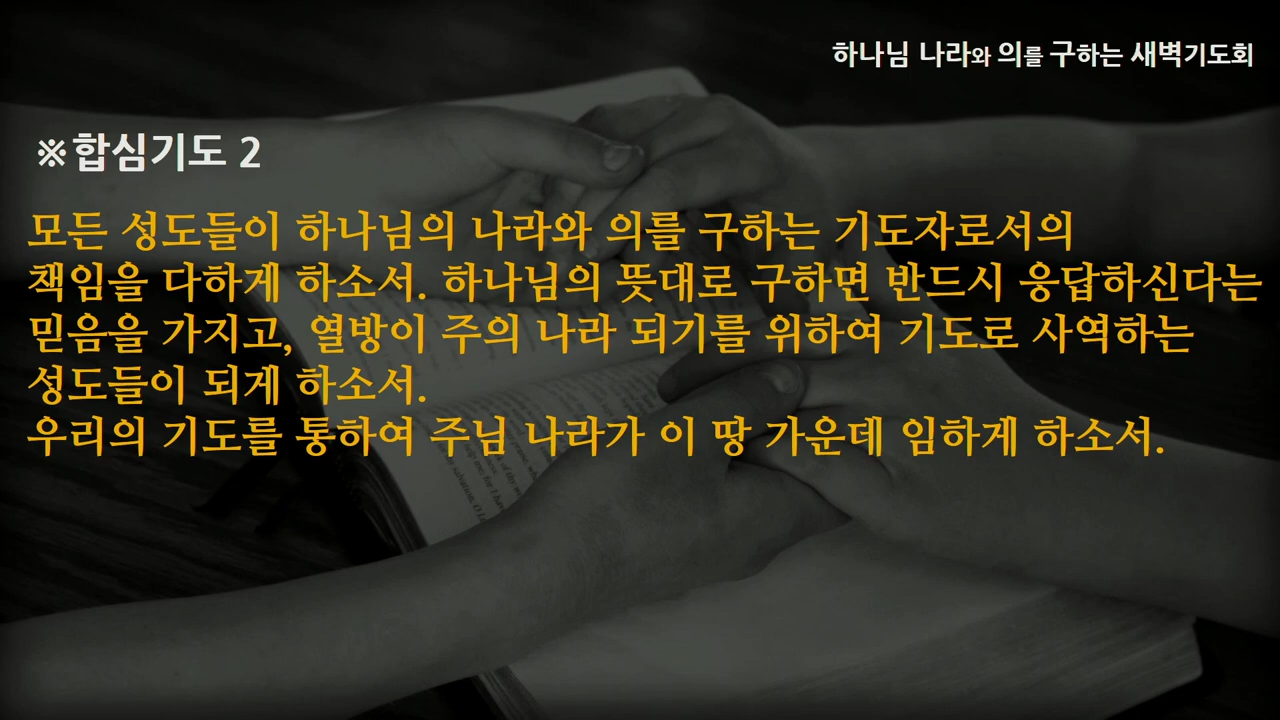 하나님 나라와 의를 구하는 새벽기도회
※합심기도 2
모든 성도들이 하나님의 나라와 의를 구하는 기도자로서의
책임을 다하게 하소서. 하나님의 뜻대로 구하면 반드시 응답하신다는
믿음을 가지고, 열방이 주의 나라 되기를 위하여 기도로 사역하는
성도들이 되게 하소서.
우리의 기도를 통하여 주님 나라가 이 땅 가운데 임하게 하소서.